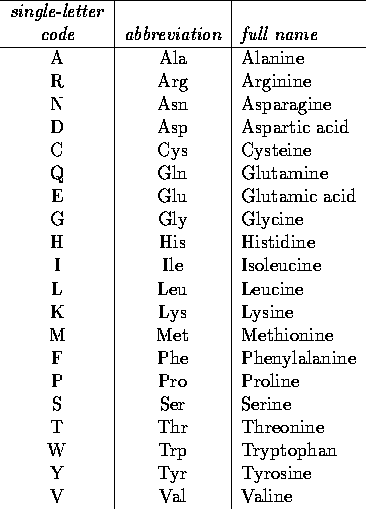 single-letter
code abbreviation full name
A Ala Alanine
R Arg Arginine
N Asn Asparagine
D Asp Aspartic acid
C Cys Cysteine
Q Gln Glutamine
E Glu Glutamic acid
G Gly Glycine
H His Histidine
I Ile Isoleucine
L Leu Leucine
K Lys Lysine
M Met Methionine
F Phe Phenylalanine
P Pro Proline
S Ser Serine
T Thr Threonine
W Trp Tryptophan
Y Tyr Tyrosine
V Val Valine